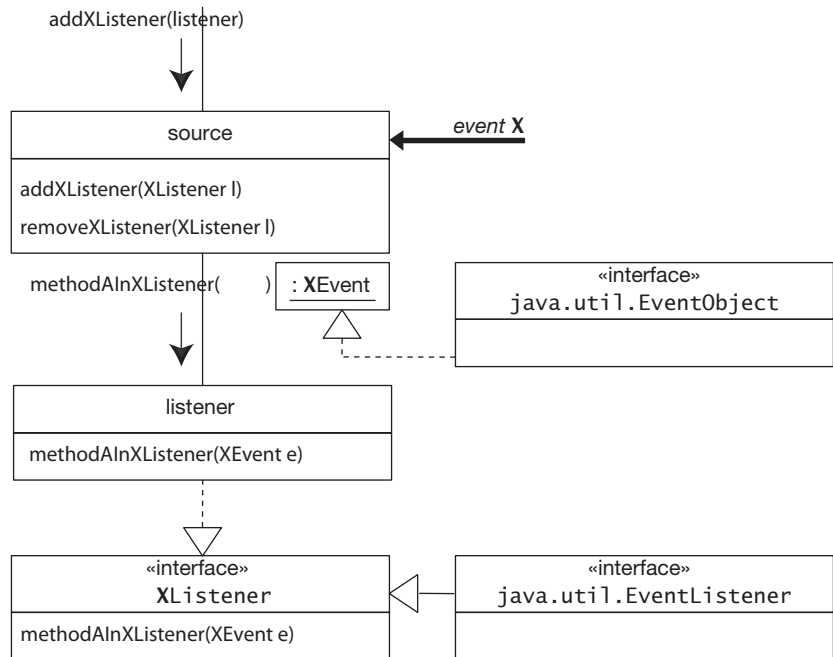 addXListener(listener)
source
event X
addXListener(XListener l)
removeXListener(XListener l)
methodAInXListener( )
: XEvent
«interface»
java.util.EventObject
listener
methodAInXListener(XEvent e)
«interface»
XListener
methodAInXListener(XEvent e)
«interface»
java.util.EventListener